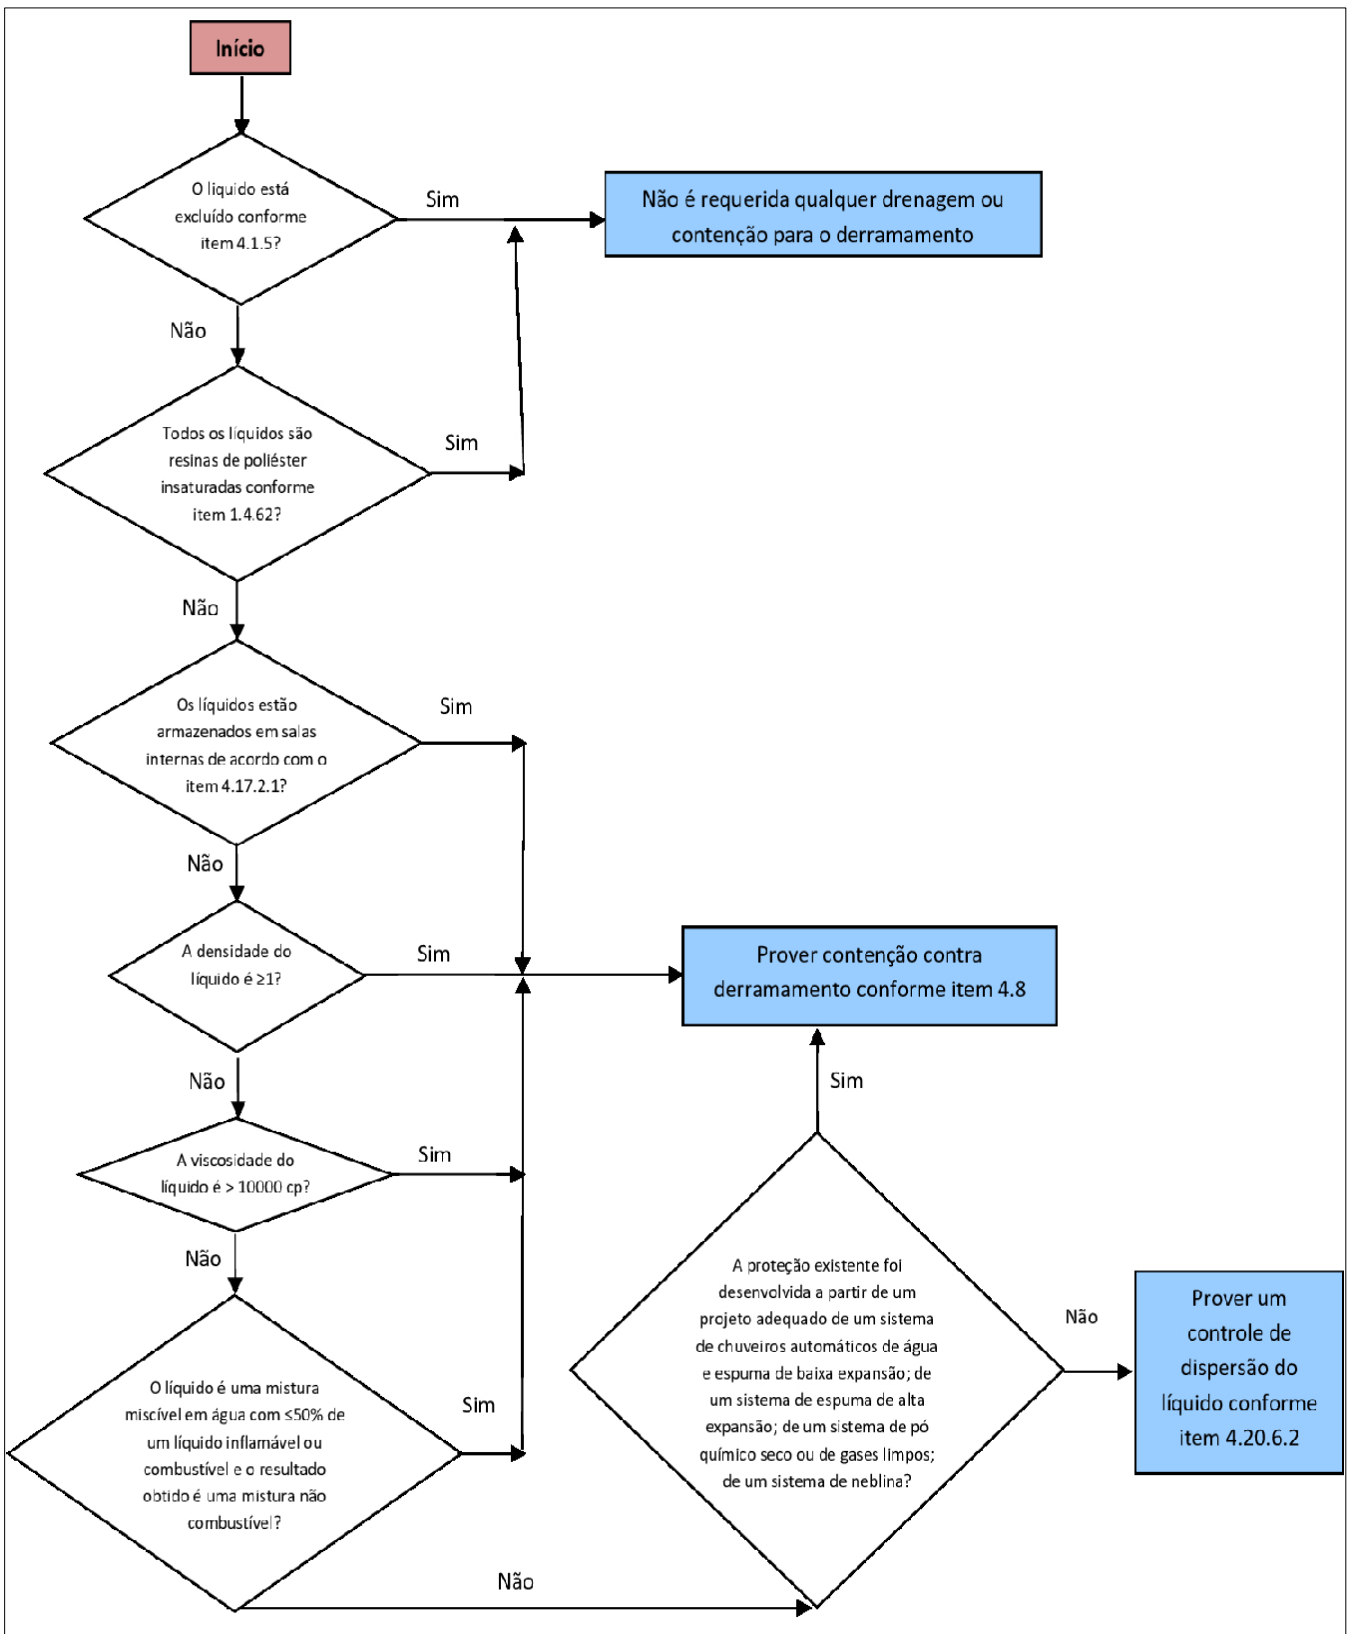 Início
O liquido está
excluído conforme
item 4.1.5?
Sim
Não é requerida qualquer drenagem ou
contenção para o derramamento
Não
Todos os líquidos são
resinas de poliéster
insaturadas conforme
item 1.4.62?
Sim
Não
Os líquidos estão
armazenados em salas
internas de acordo com o
item 4.17.2.1?
Sim
Não
A densidade do
líquido é ≥1?
Sim
Prover contenção contra
derramamento conforme item 4.8
Não
A viscosidade do
líquido é > 10000 cp?
Sim
Não
O líquido é uma mistura
miscível em água com ≤50% de
um líquido inflamável ou
combustível e o resultado
obtido é uma mistura não
combustível?
Sim
Não
Sim
A proteção existente foi
desenvolvida a partir de um
projeto adequado de um sistema
de chuveiros automáticos de água
e espuma de baixa expansão; de
um sistema de espuma de alta
expansão; de um sistema de pó
químico seco ou de gases limpos;
de um sistema de neblina?
Não
Prover um
controle de
dispersão do
líquido conforme
item 4.20.6.2